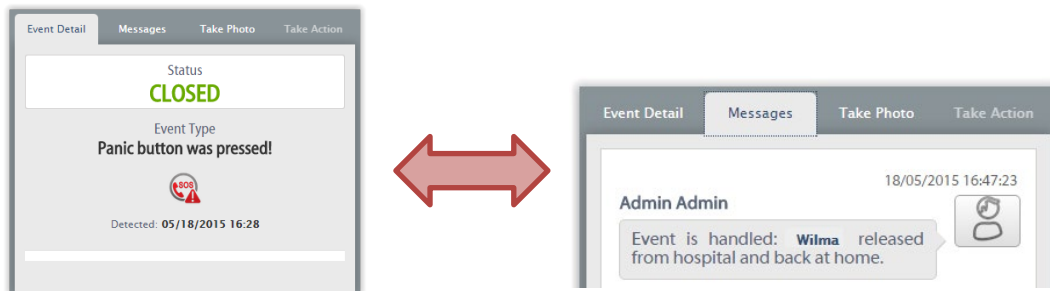 Event Detail Messages Take Photo Take Action
Status
CLOSED
Event Type
Panic button was pressed!
SOS
Detected: 05/18/2015 16:28
Event Detail Messages Take Photo Take Action
18/05/2015 16:47:23
Admin Admin
Event is handled: Wilma released
from hospital and back at home.